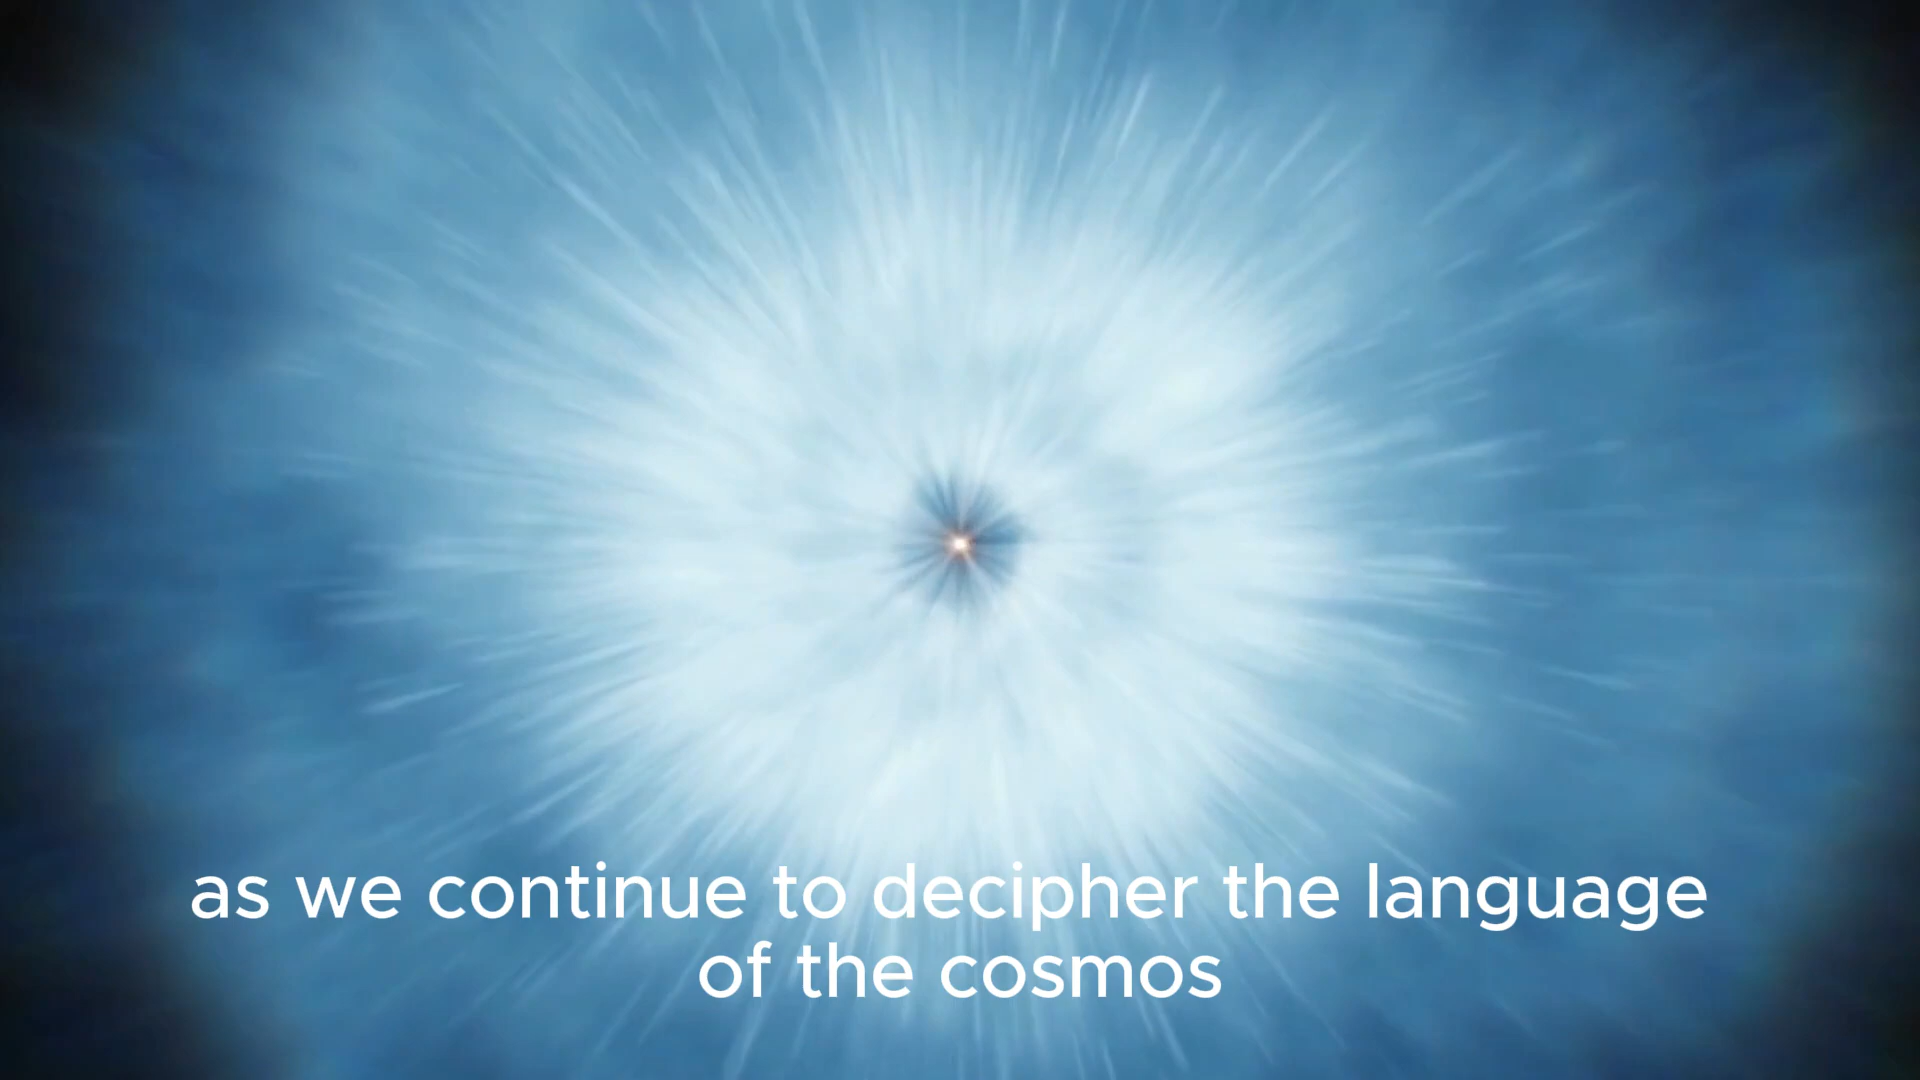 as we continue to decipher the language
of the cosmos